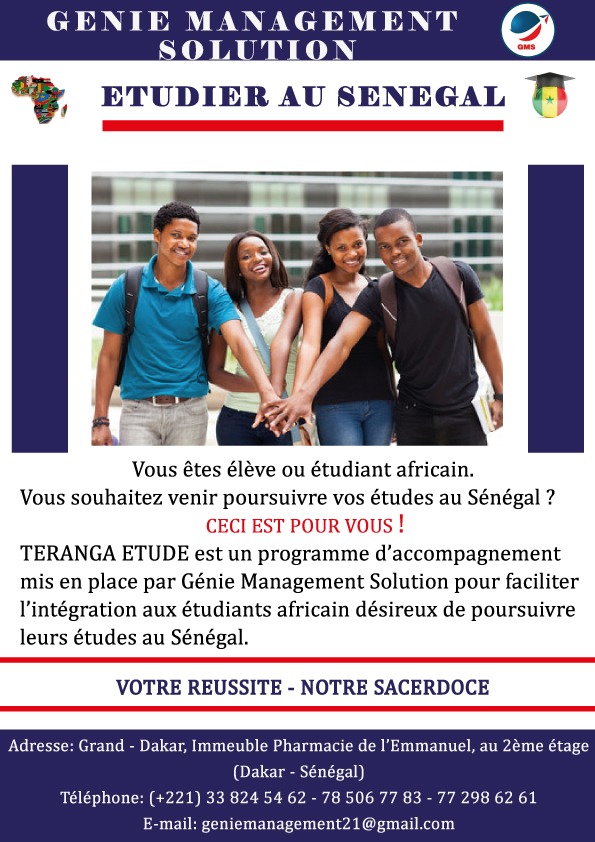 GENIE MANAGEMENT
SOLUTION
GMS
ETUDIER AU SENEGAL
Vous êtes élève ou étudiant africain.
Vous souhaitez venir poursuivre vos études au Sénégal ?
CECI EST POUR VOUS !
TERANGA ETUDE est un programme d’accompagnement
mis en place par Génie Management Solution pour faciliter
l’intégration aux étudiants africain désireux de poursuivre
leurs études au Sénégal.
VOTRE REUSSITE - NOTRE SACERDOCE
Adresse: Grand - Dakar, Immeuble Pharmacie de l’Emmanuel, au 2ème étage
(Dakar - Sénégal)
Téléphone: (+221) 33 824 54 62 - 78 506 77 83 - 77 298 62 61
E-mail: geniemanagement21@gmail.com